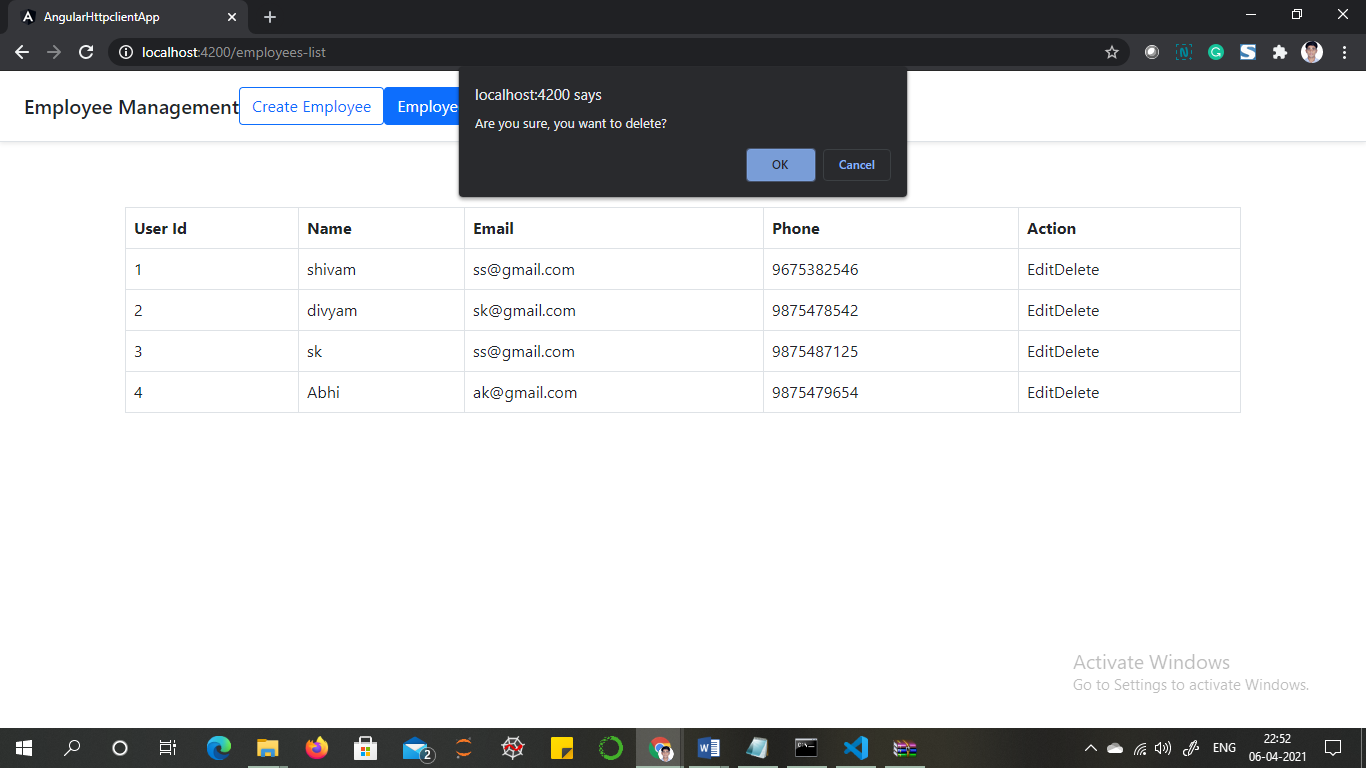 AngularHttpclientApp
localhost:4200/employees-list
Employee Management Create Employee Employe
localhost:4200 says
Are you sure, you want to delete?
OK Cancel
User Id Name Email Phone Action
1 shivam ss@gmail.com 9675382546 EditDelete
2 divyam sk@gmail.com 9875478542 EditDelete
3 sk ss@gmail.com 9875487125 EditDelete
4 Abhi ak@gmail.com 9875479654 EditDelete
Activate Windows
Go to Settings to activate Windows.
2
ENG
22:52
06-04-2021